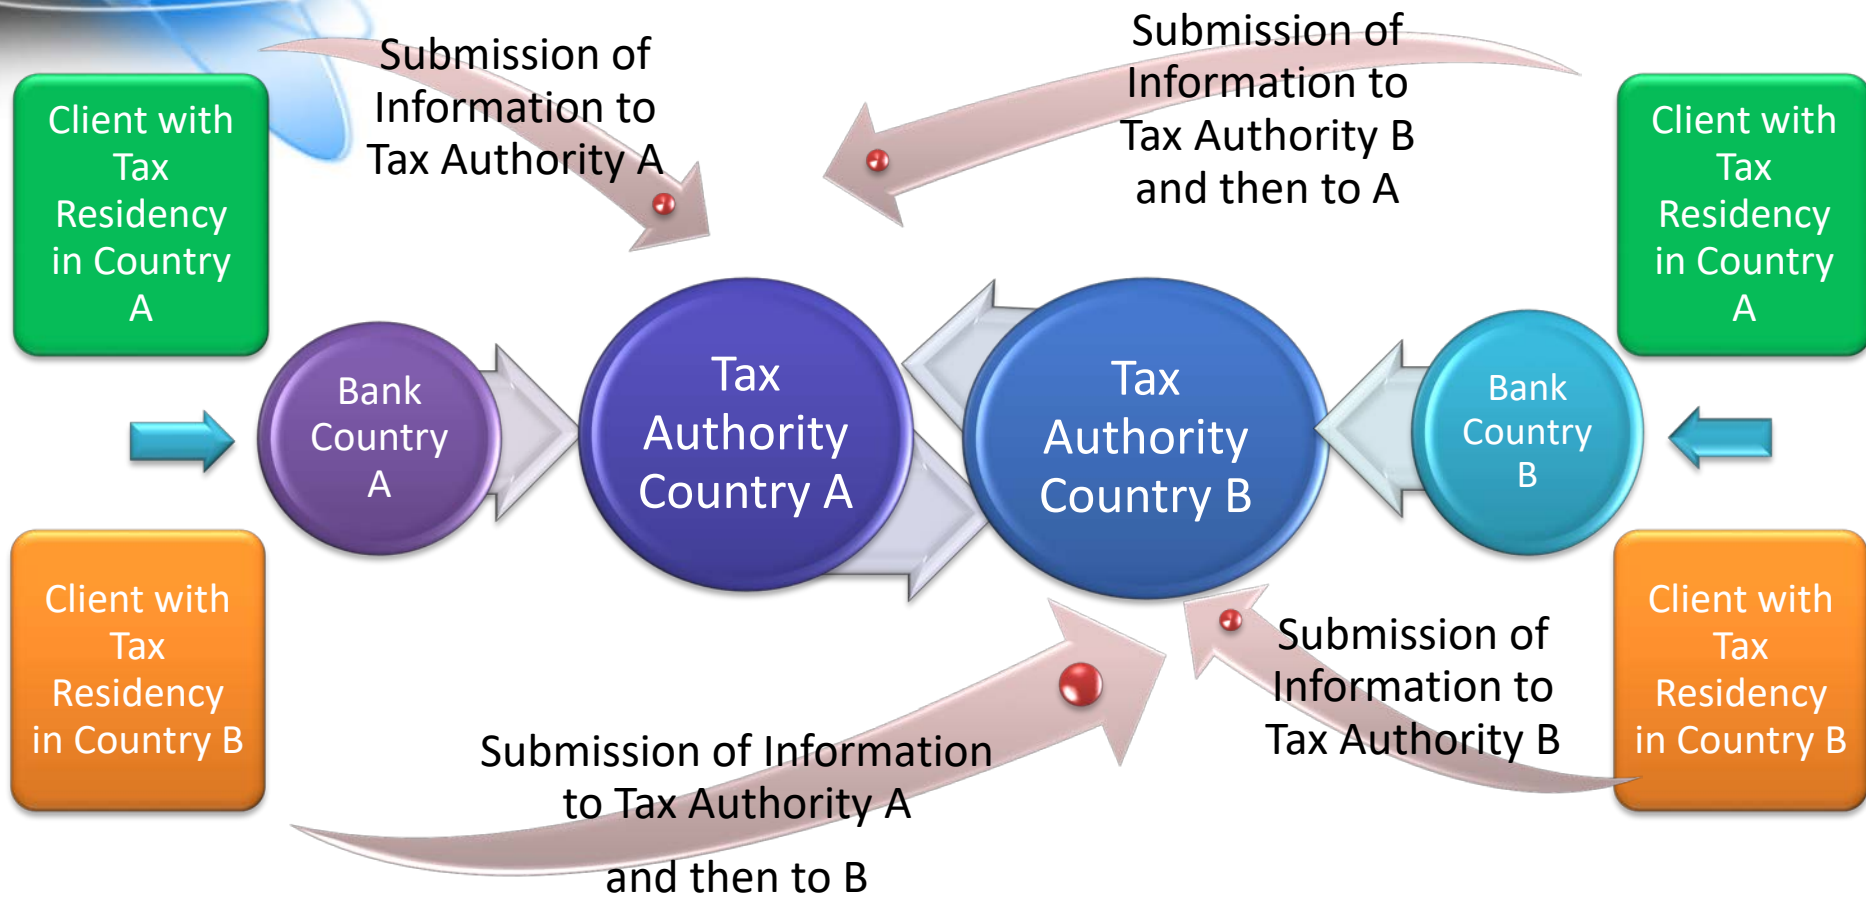 Submission of
Information to
Tax Authority A
Submission of
Information to
Tax Authority B
and then to A
Client with
Tax
Residency
in Country
A
Client with
Tax
Residency
in Country
A
Bank
Country
A
Tax
Authority
Country A
Tax
Authority
Country B
Bank
Country
B
Client with
Tax
Residency
in Country B
Submission of Information
to Tax Authority A
and then to B
Submission of
Information to
Tax Authority B
Client with
Tax
Residency
in Country B